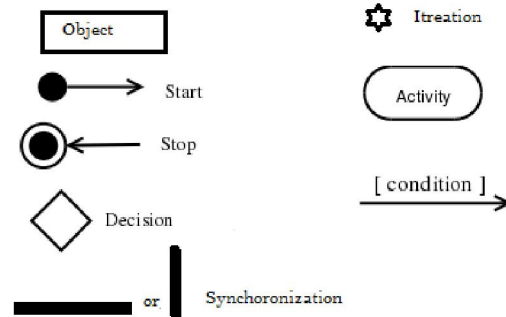 Object
Itreation
Start
Activity
Stop
[ condition ]
Decision
or
Synchoronization